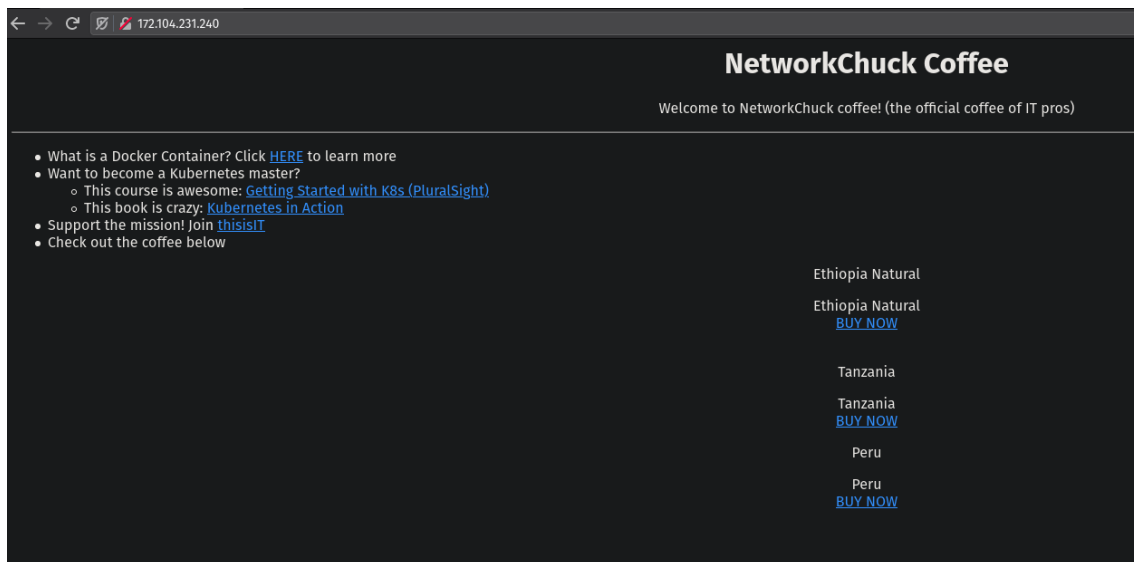 172.104.231.240
NetworkChuck Coffee
Welcome to NetworkChuck coffee! (the official coffee of IT pros)
What is a Docker Container? Click HERE to learn more
Want to become a Kubernetes master?
This course is awesome: Getting Started with K8s (PluralSight)
This book is crazy: Kubernetes in Action
Support the mission! Join thisisIT
Check out the coffee below
Ethiopia Natural
Ethiopia Natural
BUY NOW
Tanzania
Tanzania
BUY NOW
Peru
Peru
BUY NOW